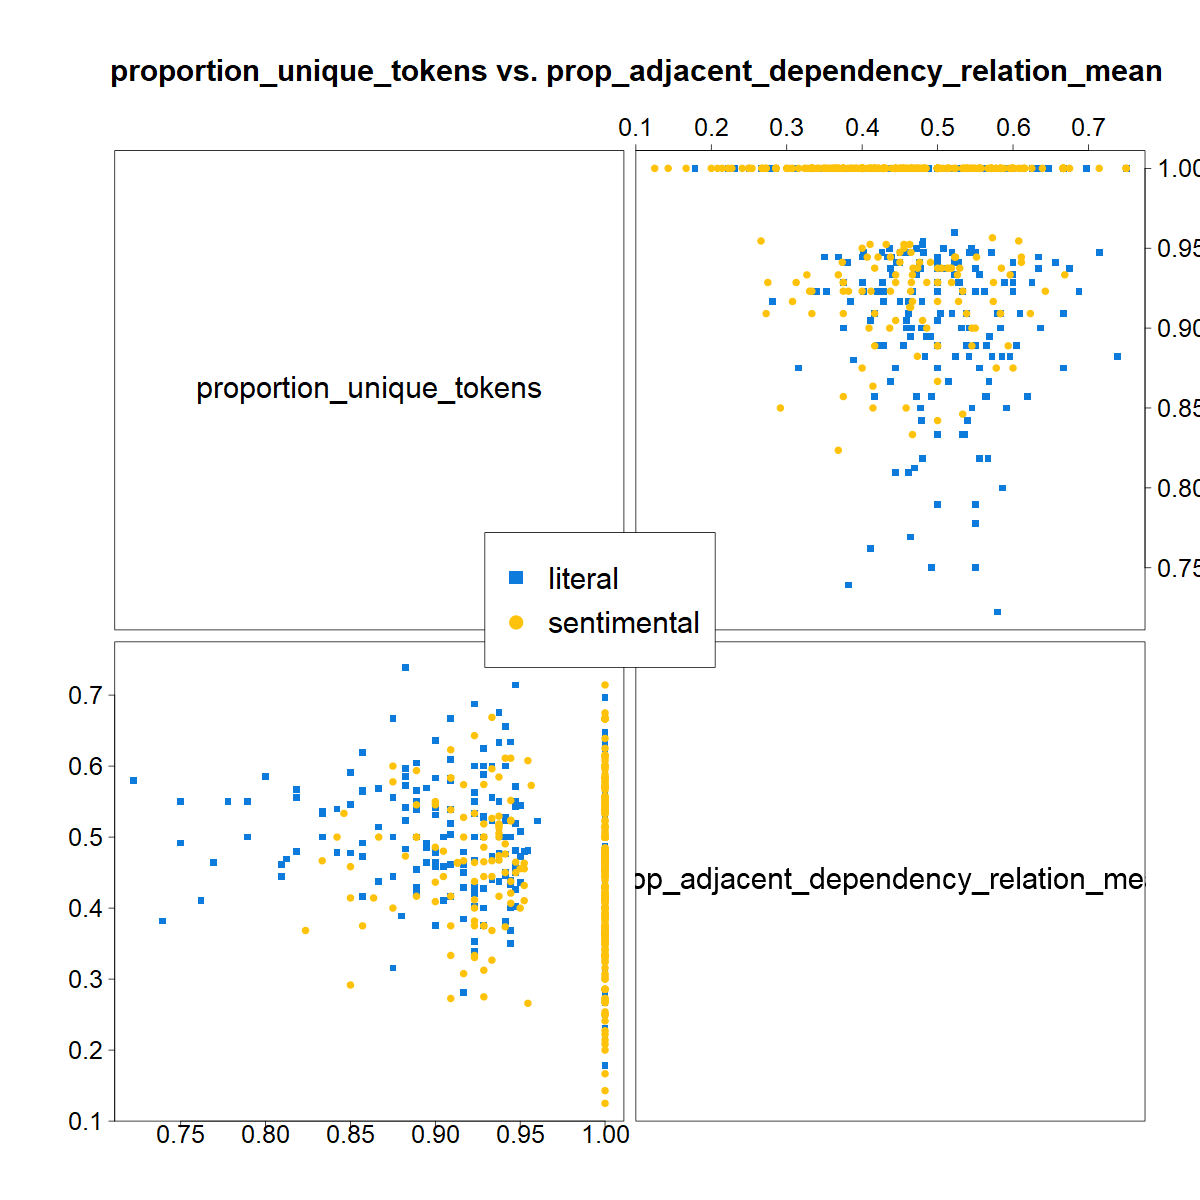 proportion_unique_tokens vs. prop_adjacent_dependency_relation_mean
0.1 0.2 0.3 0.4 0.5 0.6 0.7
1.00
0.95
0.90
0.85
0.80
0.75
proportion_unique_tokens
literal
sentimental
0.7
0.6
0.5
0.4
0.3
0.2
0.1
op_adjacent_dependency_relation_me
0.75 0.80 0.85 0.90 0.95 1.00